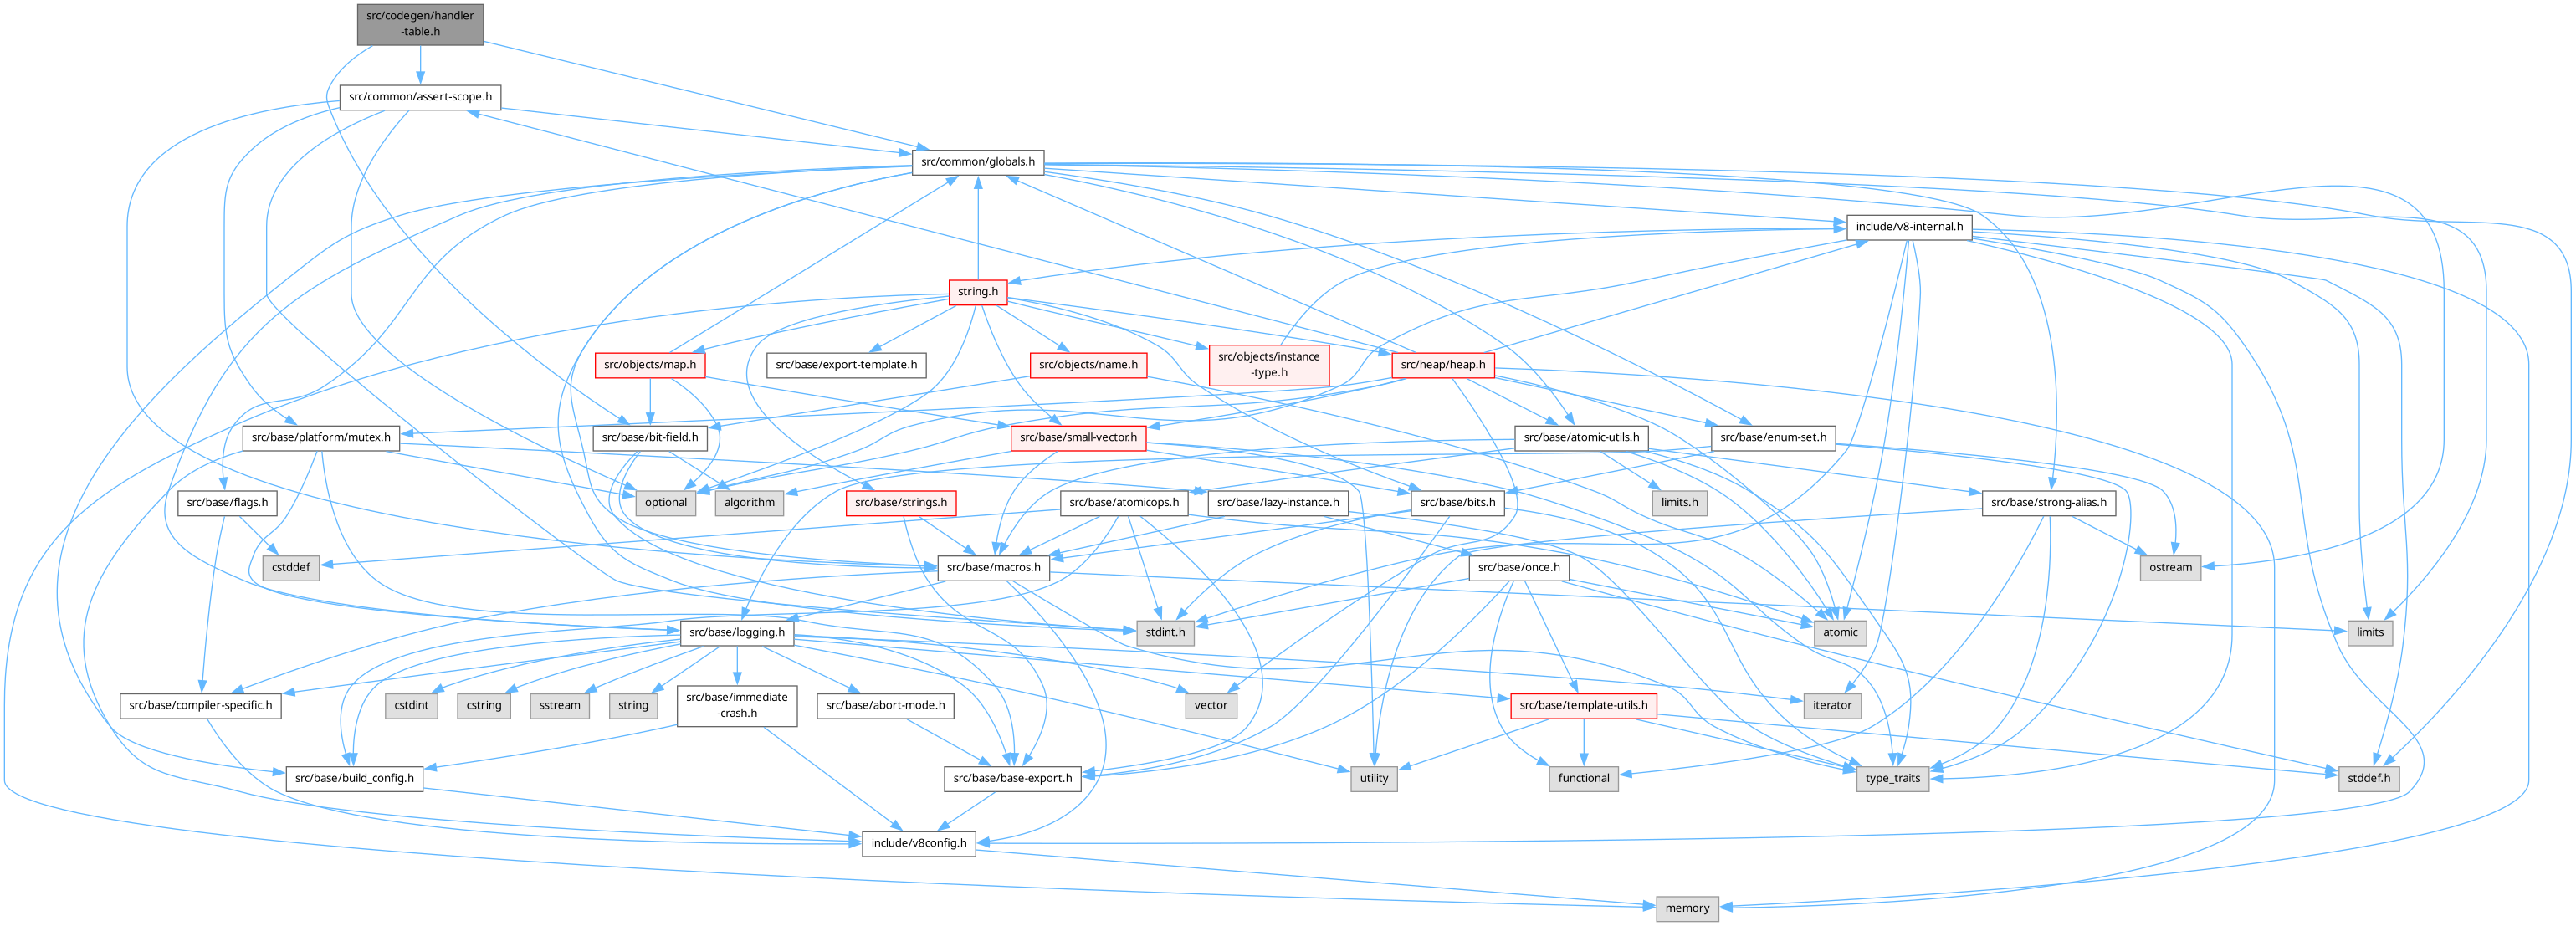 src/codegen/handler
-table.h
src/common/assert-scope.h
src/common/globals.h
include/v8-internal.h
string.h
src/objects/map.h
src/base/export-template.h
src/objects/name.h
src/objects/instance
-type.h
src/heap/heap.h
src/base/platform/mutex.h
src/base/bit-field.h
src/base/small-vector.h
src/base/atomic-utils.h
src/base/enum-set.h
src/base/flags.h
optional
algorithm
src/base/strings.h
src/base/atomicops.h
src/base/lazy-instance.h
src/base/bits.h
limits.h
src/base/strong-alias.h
cstddef
src/base/macros.h
src/base/once.h
ostream
src/base/logging.h
stdint.h
atomic
limits
src/base/compiler-specific.h
cstdint
cstring
sstream
string
src/base/immediate
-crash.h
src/base/abort-mode.h
vector
src/base/template-utils.h
iterator
src/base/build_config.h
src/base/base-export.h
utility
functional
type_traits
stddef.h
include/v8config.h
memory